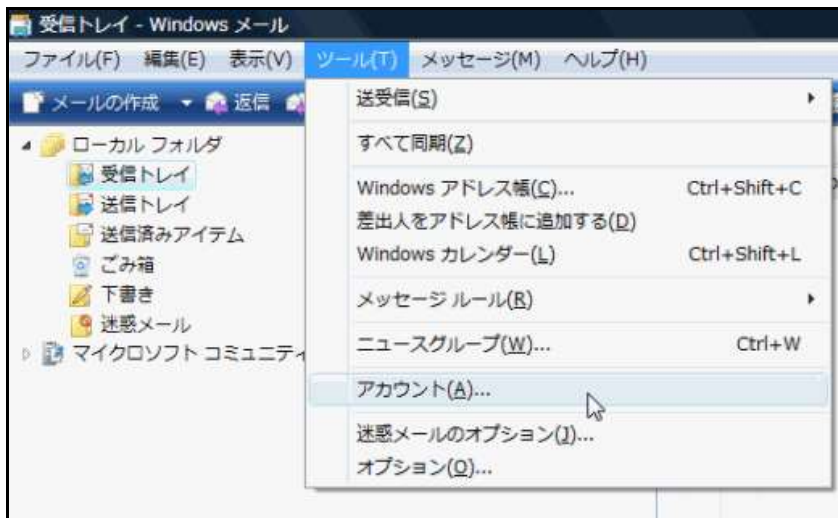 受信トレイ - Windows メール
ファイル(F) 編集(E) 表示(V) ツール(T) メッセージ(M) ヘルプ(H)
メールの作成 返信
ローカル フォルダ
受信トレイ
送信トレイ
送信済みアイテム
ごみ箱
下書き
迷惑メール
マイクロソフト コミュニティ
送受信(S)
すべて同期(Z)
Windows アドレス帳(C)... Ctrl+Shift+C
差出人をアドレス帳に追加する(D)
Windows カレンダー(L) Ctrl+Shift+L
メッセージ ルール(R)
ニュースグループ(W)... Ctrl+W
アカウント(A)...
迷惑メールのオプション(J)...
オプション(O)...